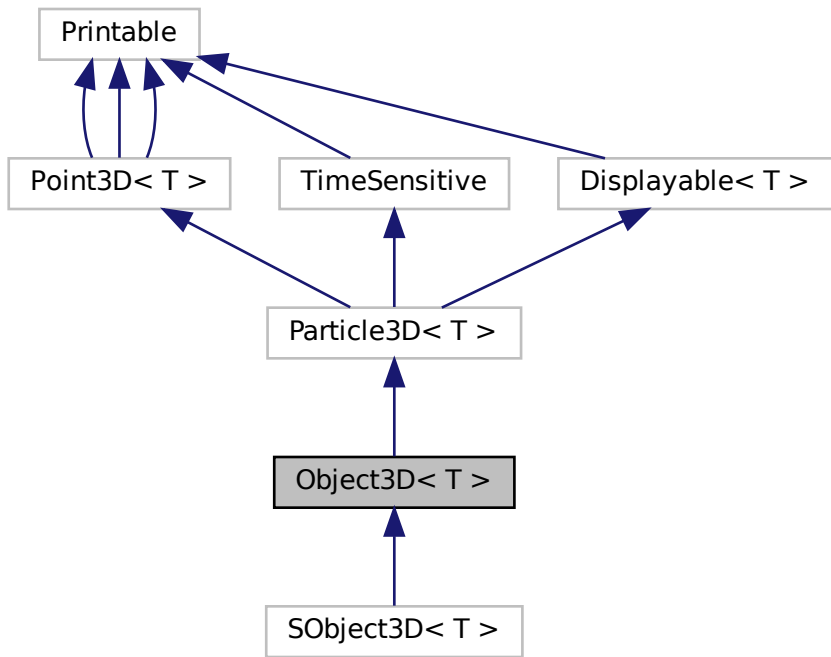 Printable
Point3D< T >
TimeSensitive
Displayable< T >
Particle3D< T >
Object3D< T >
SObject3D< T >